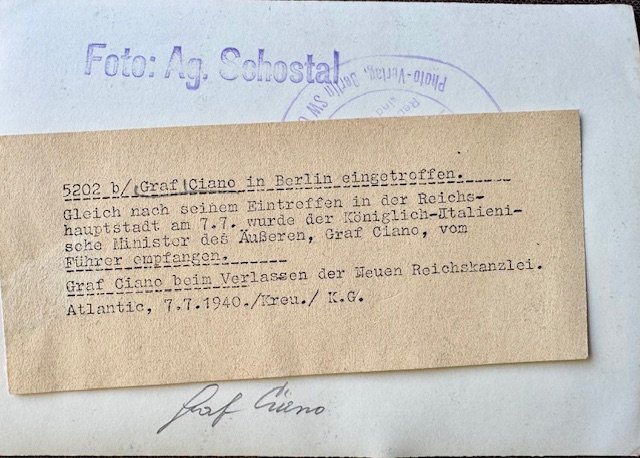 Foto: Ag. Schostal
Photo-Verlag, Berlin SW
5202 b/ Graf Ciano in Berlin eingetroffen.
Gleich nach seinem Eintreffen in der Reichs-
hauptstadt am 7.7. wurde der Königlich-Italieni-
sche Minister des Äußeren, Graf Ciano, vom
Führer empfangen.
Graf Ciano beim Verlassen der Neuen Reichskanzlei.
Atlantic, 7.7.1940./Kreu./ K.G.
Graf Ciano